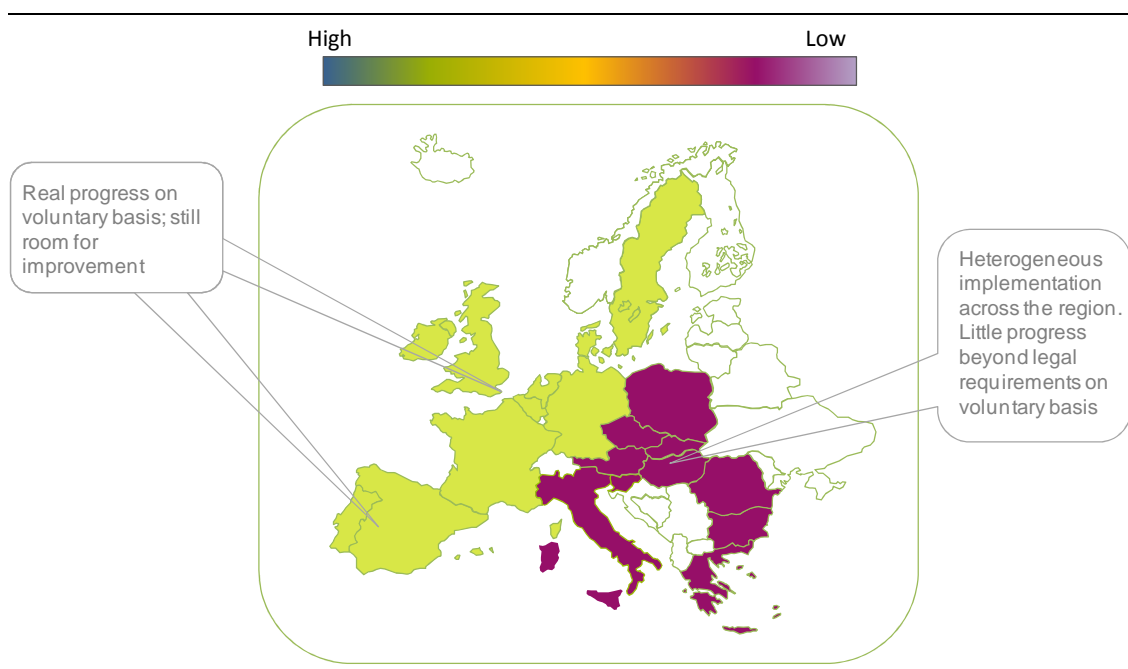 High
Low
Real progress on
voluntary basis; still
room for
improvement
Heterogeneous
implementation
across the region.
Little progress
beyond legal
requirements on
voluntary basis